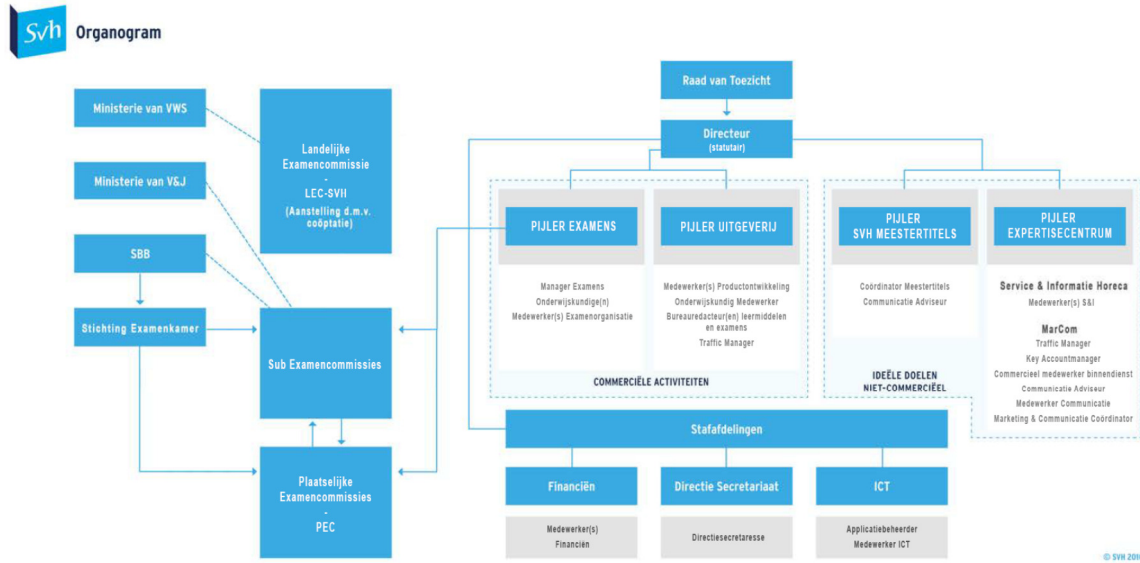 Svh
Organogram
Ministerie van VWS
Ministerie van V&J
SBB
Stichting Examenkamer
Landelijke
Examencommissie
-
LEC-SVH
(Aanstelling d.m.v.
coöptatie)
Sub Examencommissies
Plaatselijke
Examencommissies
-
PEC
Raad van Toezicht
Directeur
(statutair)
PIJLER EXAMENS
Manager Examens
Onderwijskundige(n)
Medewerker(s) Examenorganisatie
PIJLER UITGEVERIJ
Medewerker(s) Productontwikkeling
Onderwijskundig Medewerker
Bureauredacteur(en) leermiddelen
en examens
Traffic Manager
COMMERCIËLE ACTIVITEITEN
PIJLER
SVH MEESTERTITELS
Coördinator Meestertitels
Communicatie Adviseur
IDEËLE DOELEN
NIET-COMMERCIËEL
PIJLER
EXPERTISECENTRUM
Service & Informatie Horeca
Medewerker(s) S&I
MarCom
Traffic Manager
Key Accountmanager
Commercieel medewerker binnendienst
Communicatie Adviseur
Medewerker Communicatie
Marketing & Communicatie Coördinator
Stafafdelingen
Financiën
Medewerker(s)
Financiën
Directie Secretariaat
Directiesecretaresse
ICT
Applicatiebeheerder
Medewerker ICT
© SVH